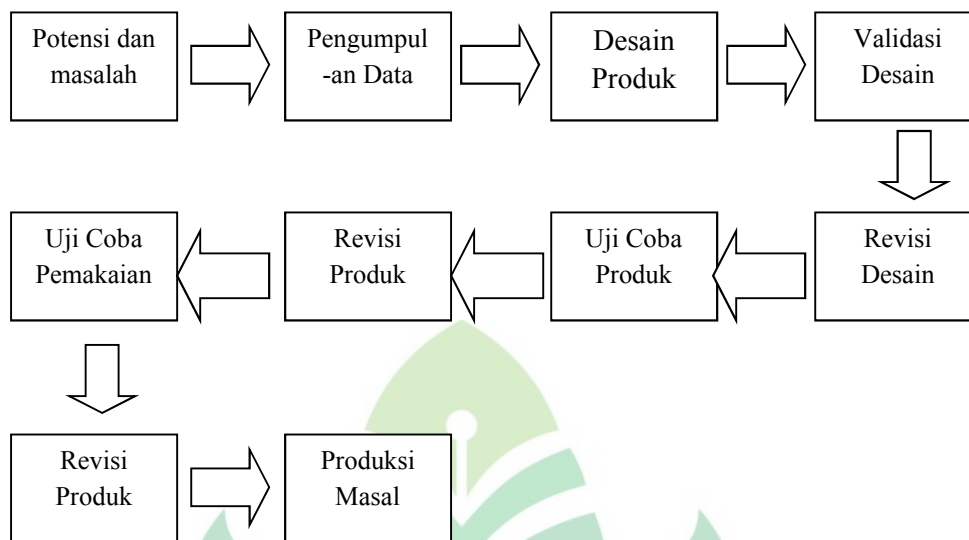 Potensi dan
masalah
Pengumpul
-an Data
Desain
Produk
Validasi
Desain
Uji Coba
Pemakaian
Revisi
Produk
Uji Coba
Produk
Revisi
Desain
Revisi
Produk
Produksi
Masal